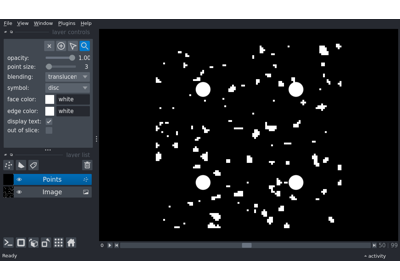 File View Window Plugins Help
layer controls
opacity: 1.00
point size: 3
blending: translucen
symbol: disc
face color: white
edge color: white
display text:
out of slice:
layer list
Points
Image
0 50 99
Ready activity